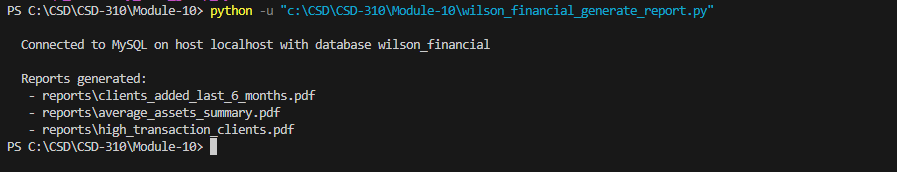 PS C:\CSD\CSD-310\Module-10> python -u "c:\CSD\CSD-310\Module-10\wilson_financial_generate_report.py"
Connected to MySQL on host localhost with database wilson_financial
Reports generated:
- reports\clients_added_last_6_months.pdf
- reports\average_assets_summary.pdf
- reports\high_transaction_clients.pdf
PS C:\CSD\CSD-310\Module-10>